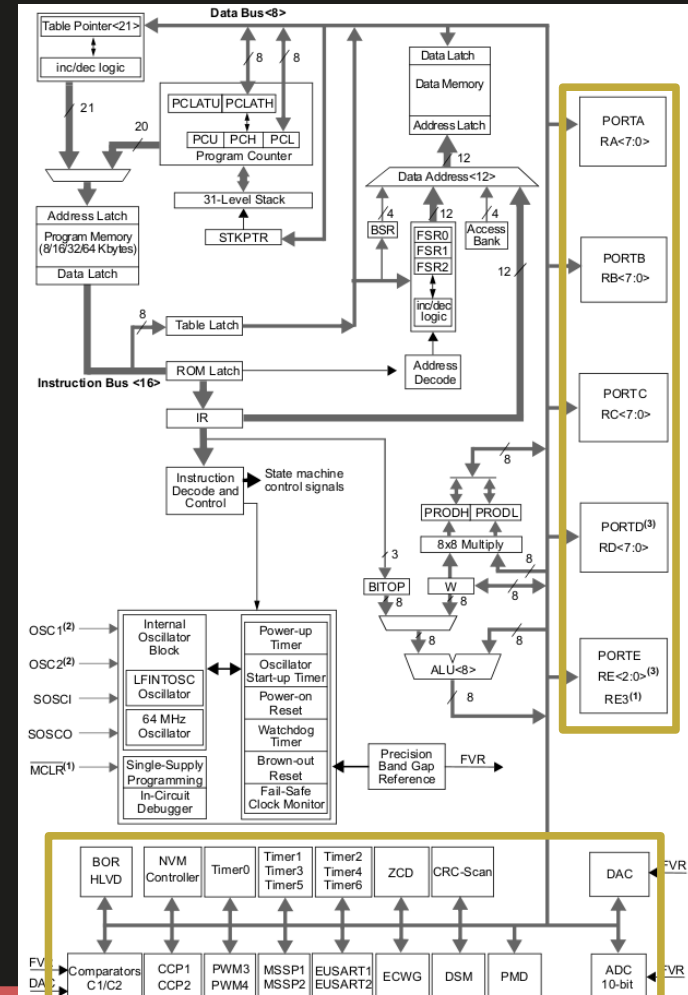 Data Bus<8>
Table Pointer<21>
inc/dec logic
21
20
8
8
PCLATU PCLATH
PCU PCH PCL
Program Counter
31-Level Stack
STKPTR
Address Latch
Program Memory
(8/16/32/64 Kbytes)
Data Latch
8
Table Latch
Instruction Bus <16>
ROM Latch
IR
Instruction
Decode and
Control
State machine
control signals
Data Latch
Data Memory
Address Latch
12
Data Address<12>
4
12
4
BSR
FSR0
FSR1
FSR2
inc/dec
logic
Access
Bank
12
Address
Decode
8
PRODH PRODL
8x8 Multiply
8
3
BITOP
W
8
8
8
8
8
ALU<8>
8
PORTA
RA<7:0>
PORTB
RB<7:0>
PORTC
RC<7:0>
PORTD(3)
RD<7:0>
PORTE
RE<2:0>(3)
RE3(1)
OSC1(2)
OSC2(2)
SOSCI
SOSCO
MCLR(1)
Internal
Oscillator
Block
LFINTOSC
Oscillator
64 MHz
Oscillator
Single-Supply
Programming
In-Circuit
Debugger
Power-up
Timer
Oscillator
Start-up Timer
Power-on
Reset
Watchdog
Timer
Brown-out
Reset
Fail-Safe
Clock Monitor
Precision
Band Gap
Reference
FVR
BOR
HLVD
NVM
Controller
Timer0
Timer1
Timer3
Timer5
Timer2
Timer4
Timer6
ZCD
CRC-Scan
DAC
FVR
FVR
DAC
Comparators
C1/C2
CCP1
CCP2
PWM3
PWM4
MSSP1
MSSP2
EUSART1
EUSART2
ECWG
DSM
PMD
ADC
10-bit
FVR